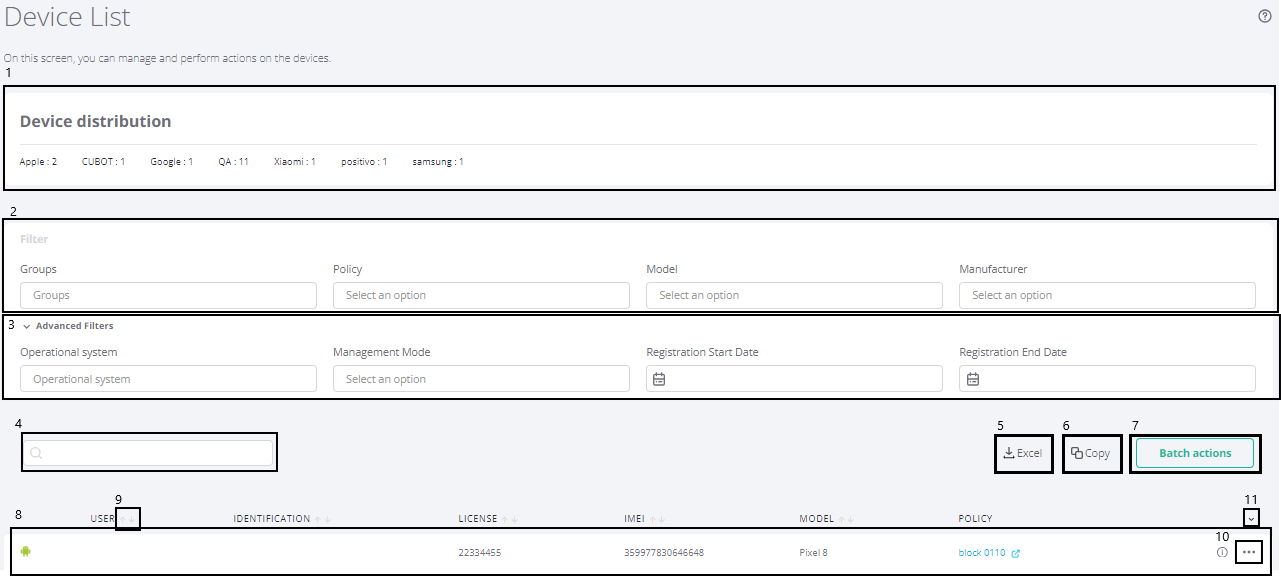 Device List
On this screen, you can manage and perform actions on the devices.
1
Device distribution
Apple : 2 CUBOT : 1 Google : 1 QA : 11 Xiaomi : 1 positivo : 1 samsung : 1
2
Filter
Groups Policy Model Manufacturer
Groups Select an option Select an option Select an option
3 Advanced Filters
Operational system Management Mode Registration Start Date Registration End Date
Operational system Select an option
4 5 6 7
Excel Copy Batch actions
9 11
8 USER IDENTIFICATION LICENSE IMEI MODEL POLICY
10
22334455 359977830646648 Pixel 8 block 0110